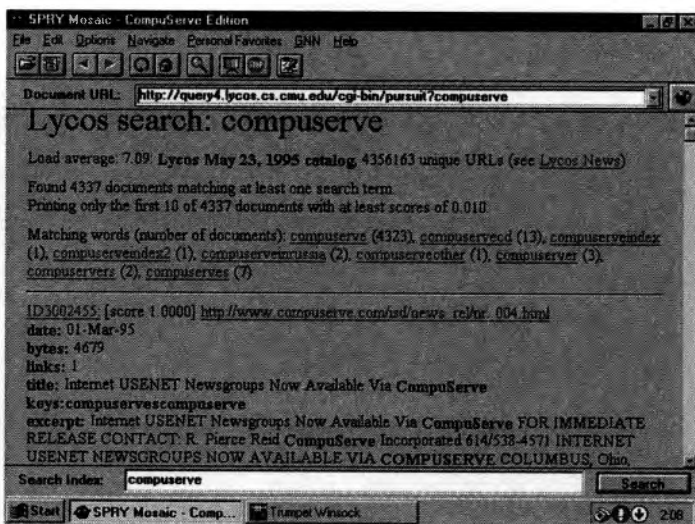 SPRY Mosaic - CompuServe Edition
File Edit Options Navigate Personal Favorites GNN Help
Document URL: http://query4.lycos.cs.cmu.edu/cgi-bin/pursuit?compuserve
Lycos search: compuserve
Load average: 7.09: Lycos May 23, 1995 catalog, 4356163 unique URLs (see Lycos News)
Found 4337 documents matching at least one search term.
Printing only the first 10 of 4337 documents with at least scores of 0.010.
Matching words (number of documents): compuserve (4323), compuservecd (13), compuserveindex
(1), compuserveindex2 (1), compuserveinrussia (2), compuserveother (1), compuserver (3),
compuservers (2), compuserves (7)
ID3002455: [score 1.0000] http://www.compuserve.com/isd/news_rel/nr_004.html
date: 01-Mar-95
bytes: 4679
links: 1
title: Internet USENET Newsgroups Now Available Via CompuServe
keys:compuservescompuserve
excerpt: Internet USENET Newsgroups Now Available Via CompuServe FOR IMMEDIATE
RELEASE CONTACT: R. Pierce Reid CompuServe Incorporated 614/538-4571 INTERNET
USENET NEWSGROUPS NOW AVAILABLE VIA COMPUSERVE COLUMBUS, Ohio,
Search Index: compuserve Search
Start SPRY Mosaic - Comp... Trumpet Winsock 2:08